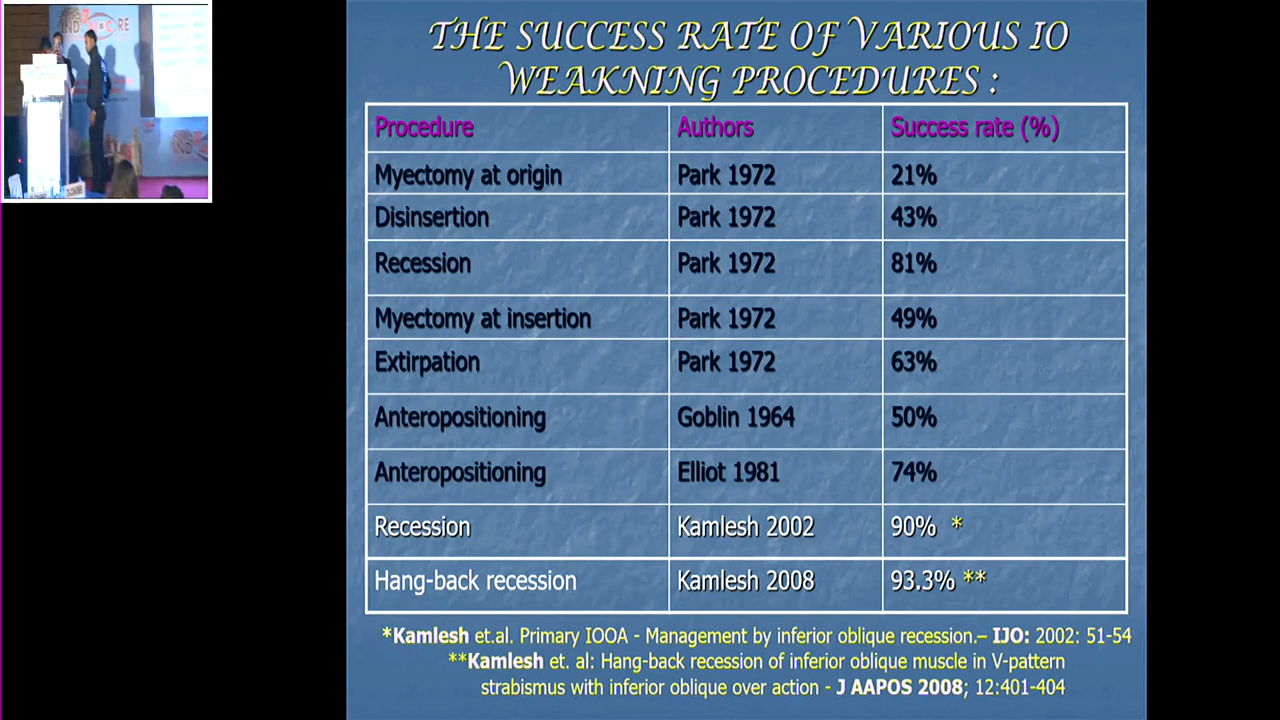 THE SUCCESS RATE OF VARIOUS IO
WEAKNING PROCEDURES :
Procedure Authors Success rate (%)
Myectomy at origin Park 1972 21%
Disinsertion Park 1972 43%
Recession Park 1972 81%
Myectomy at insertion Park 1972 49%
Extirpation Park 1972 63%
Anteropositioning Goblin 1964 50%
Anteropositioning Elliot 1981 74%
Recession Kamlesh 2002 90% *
Hang-back recession Kamlesh 2008 93.3% **
*Kamlesh et.al. Primary IOOA - Management by inferior oblique recession.– IJO: 2002: 51-54
**Kamlesh et. al: Hang-back recession of inferior oblique muscle in V-pattern
strabismus with inferior oblique over action - J AAPOS 2008; 12:401-404